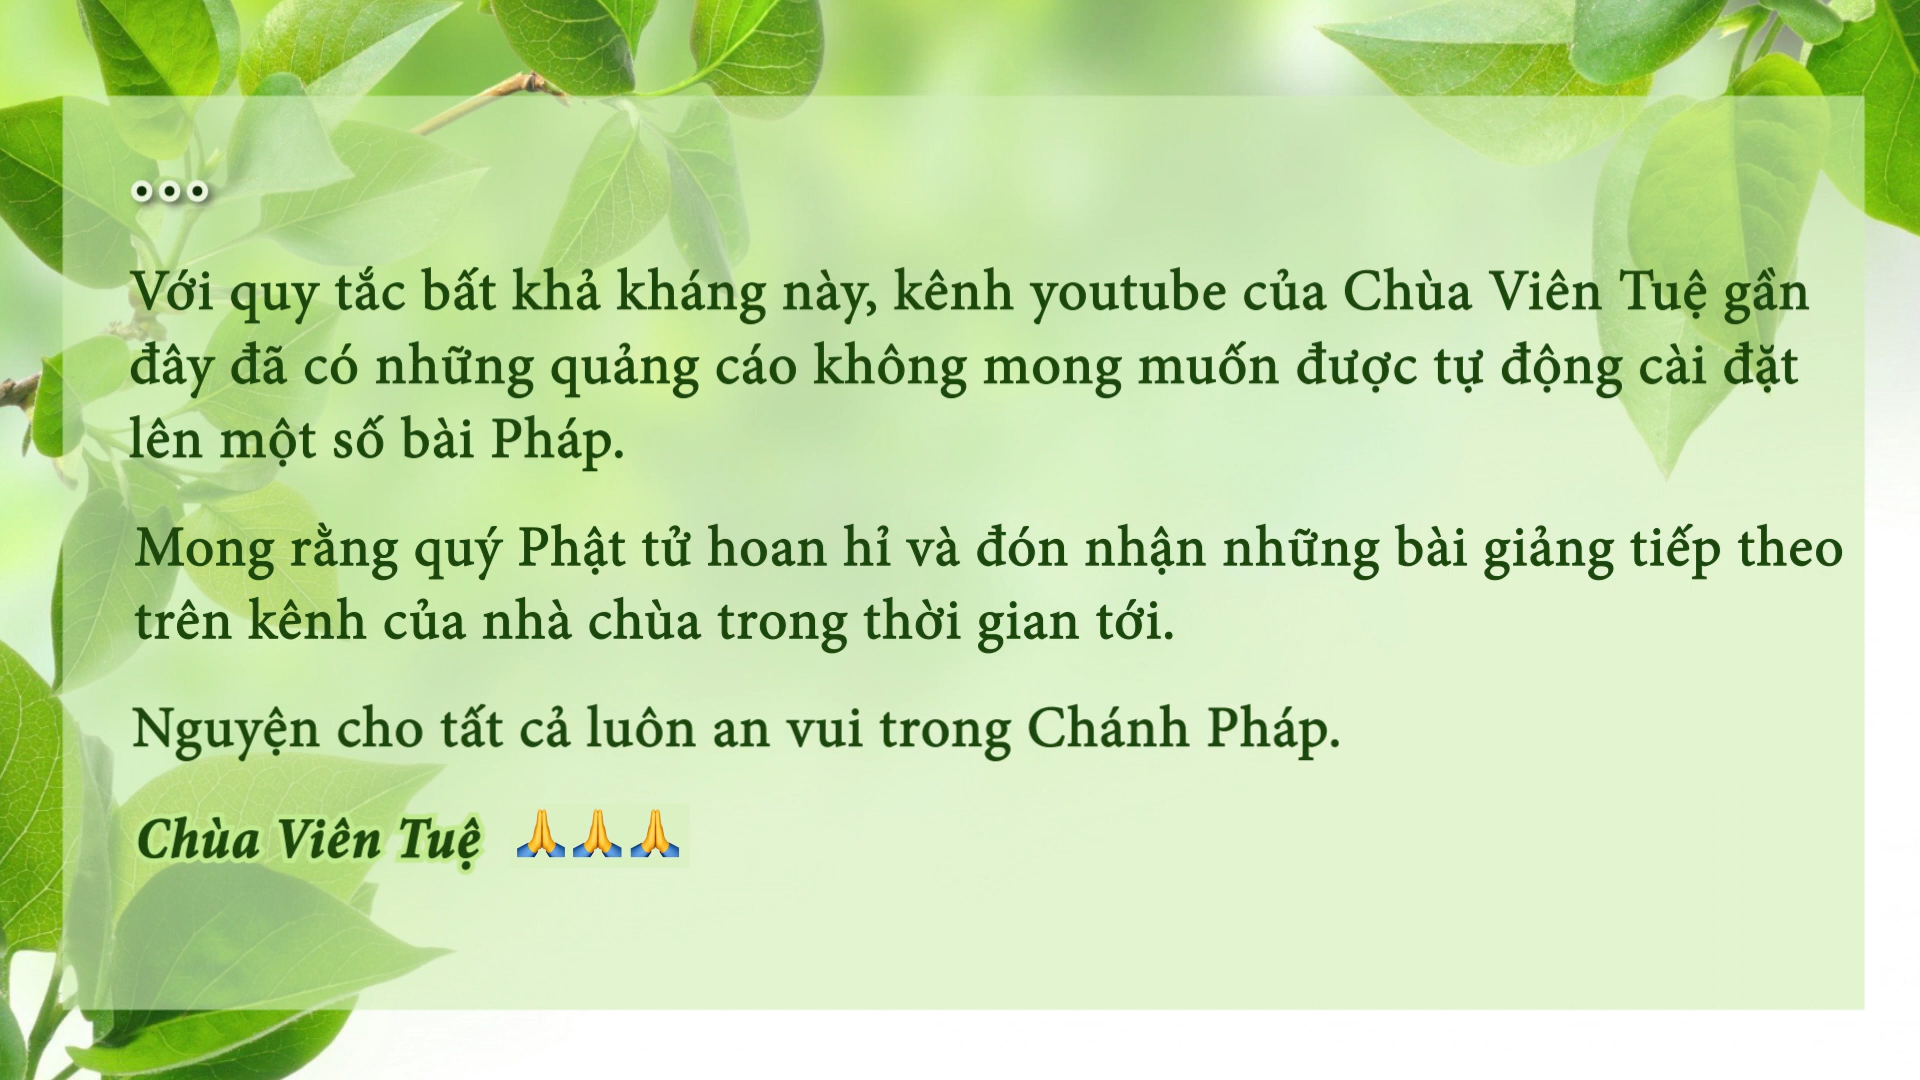 Với quy tắc bất khả kháng này, kênh youtube của Chùa Viên Tuệ gần
đây đã có những quảng cáo không mong muốn được tự động cài đặt
lên một số bài Pháp.
Mong rằng quý Phật tử hoan hỉ và đón nhận những bài giảng tiếp theo
trên kênh của nhà chùa trong thời gian tới.
Nguyện cho tất cả luôn an vui trong Chánh Pháp.
Chùa Viên Tuệ 🙏🙏🙏